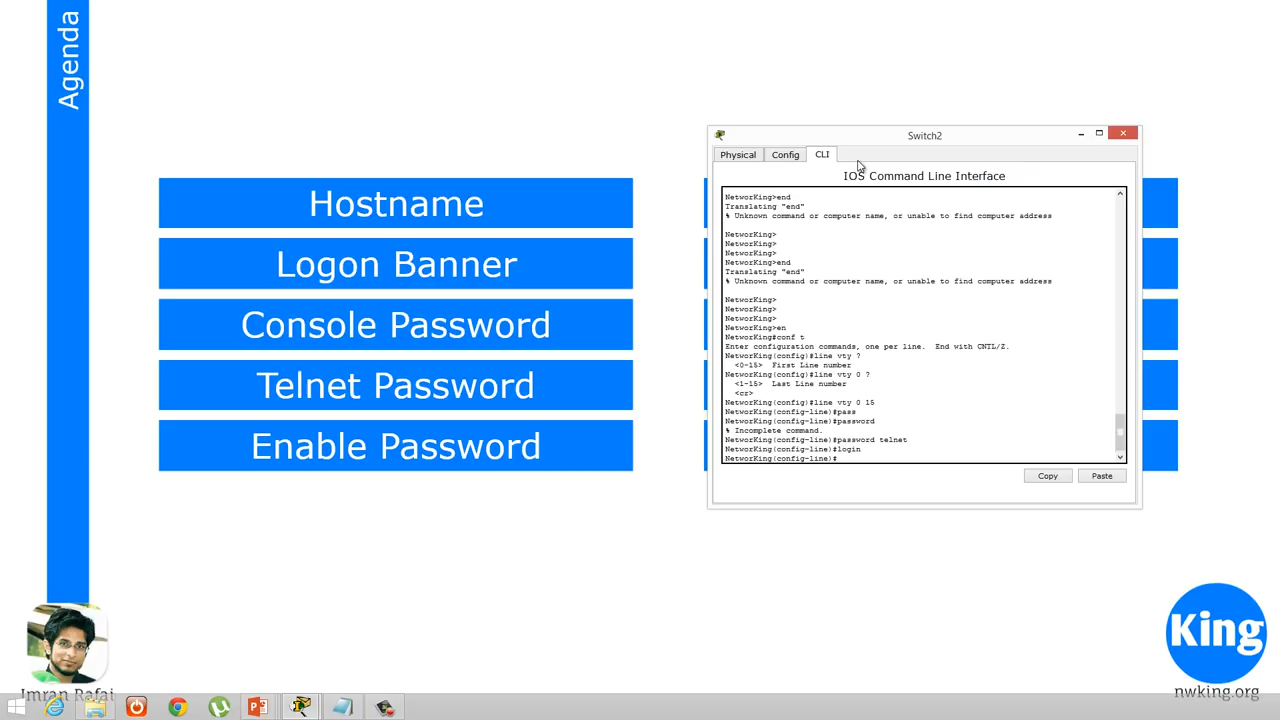 Agenda
Hostname
Logon Banner
Console Password
Telnet Password
Enable Password
Switch2
Physical
Config
CLI
IOS Command Line Interface
NetworKing>end
Translating "end"
% Unknown command or computer name, or unable to find computer address
NetworKing>
NetworKing>
NetworKing>
NetworKing>end
Translating "end"
% Unknown command or computer name, or unable to find computer address
NetworKing>
NetworKing>
NetworKing>
NetworKing>en
NetworKing#conf t
Enter configuration commands, one per line.  End with CNTL/Z.
NetworKing(config)#line vty ?
  <0-15>  First Line number
NetworKing(config)#line vty 0 ?
  <1-15>  Last Line number
  <cr>
NetworKing(config)#line vty 0 15
NetworKing(config-line)#pass
NetworKing(config-line)#password
% Incomplete command.
NetworKing(config-line)#password telnet
NetworKing(config-line)#login
NetworKing(config-line)#
Copy
Paste
Imran Rafai
King
nwking.org